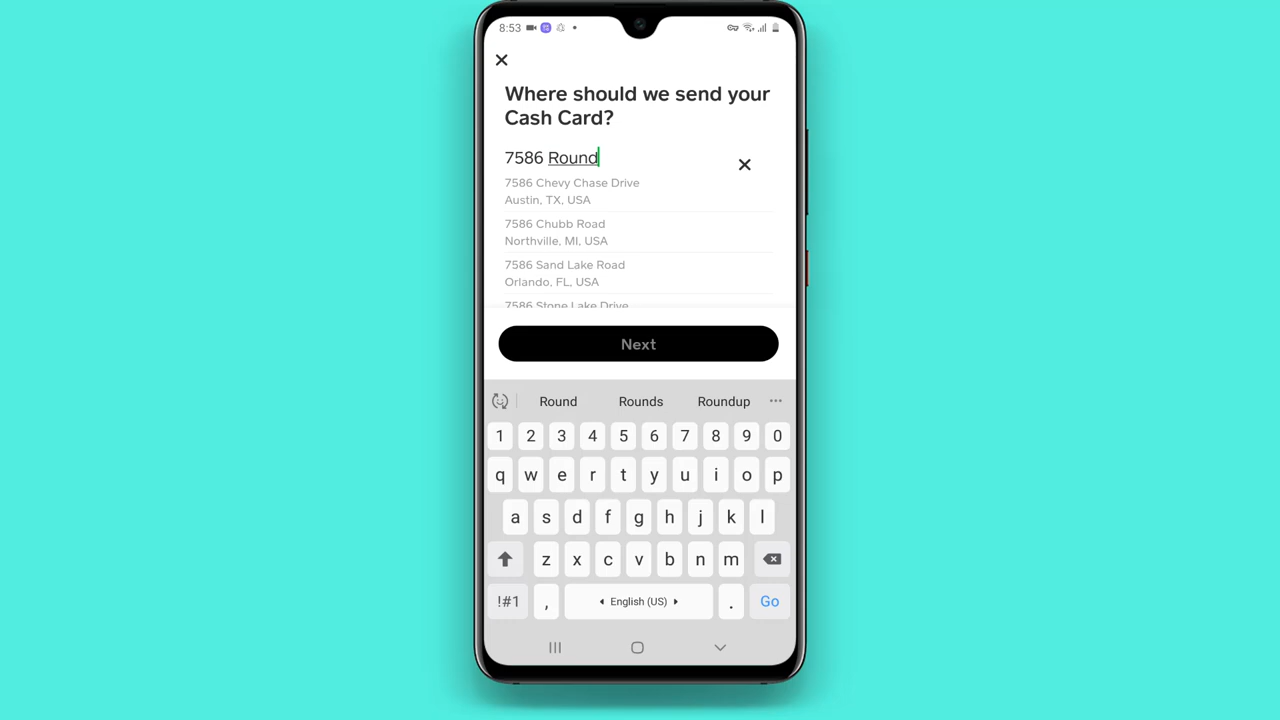 8:53
Where should we send your
Cash Card?
7586 Round
7586 Chevy Chase Drive
Austin, TX, USA
7586 Chubb Road
Northville, MI, USA
7586 Sand Lake Road
Orlando, FL, USA
7586 Stone Lake Drive
Next
Round Rounds Roundup
1 2 3 4 5 6 7 8 9 0
q w e r t y u i o p
a s d f g h j k l
z x c v b n m
!#1 , English (US) . Go